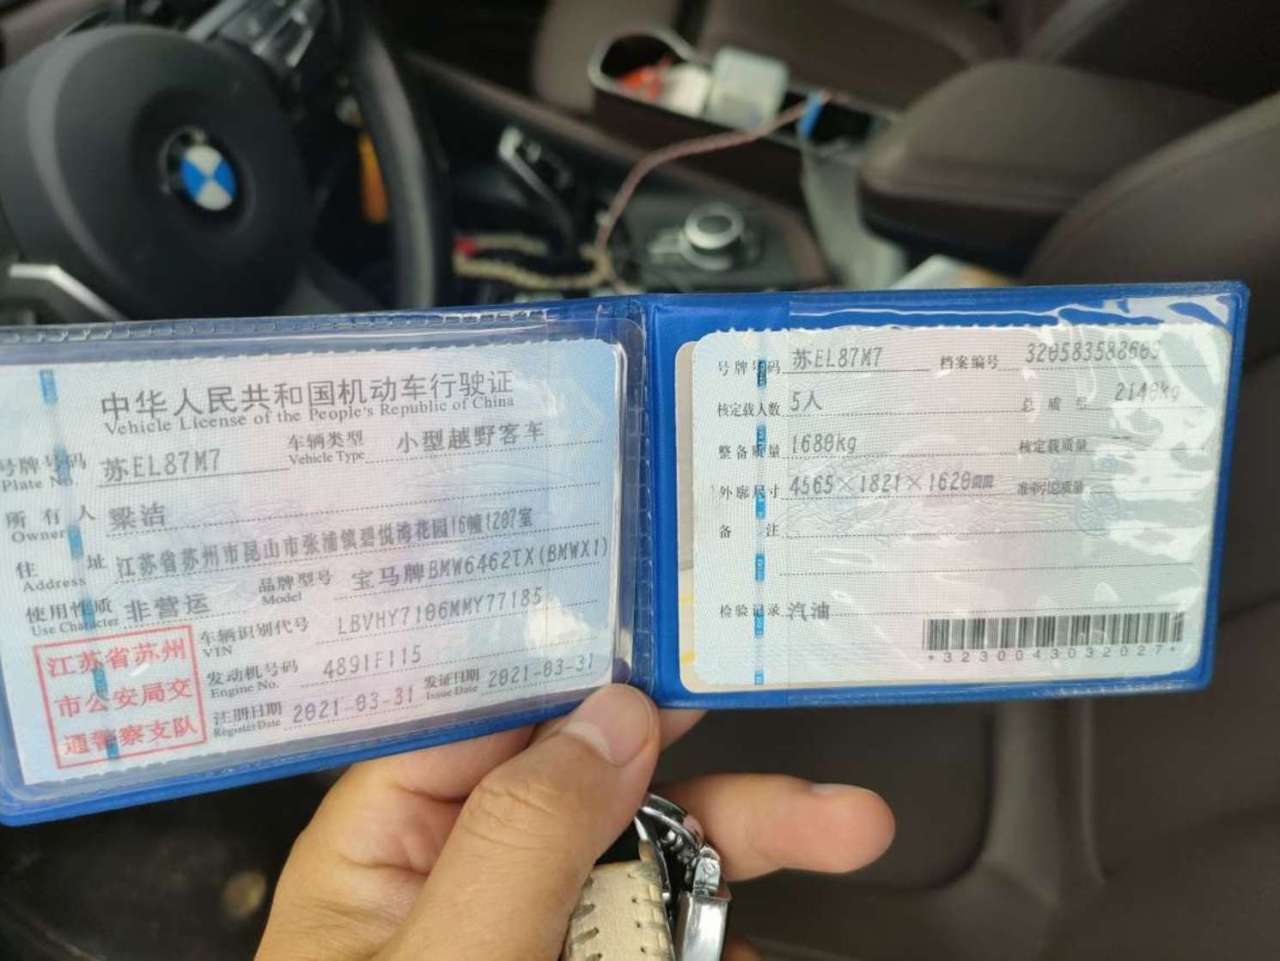 中华人民共和国机动车行驶证
Vehicle License of the People's Republic of China
号牌号码 苏EL87M7 车辆类型 小型越野客车
Plate No. Vehicle Type
所有人 梁洁
Owner
住址 江苏省苏州市昆山市张浦镇碧悦湾花园16幢1207室
Address
使用性质 非营运 品牌型号 宝马牌BMW6462TX(BMWX1)
Use Character Model
车辆识别代号 LBVHY7106MMY77185
VIN
发动机号码 4891F115
Engine No.
注册日期 2021-03-31 发证日期 2021-03-31
Register Date Issue Date
江苏省苏州
市公安局交
通警察支队
号牌号码 苏EL87M7 档案编号 320583588605
核定载人数 5人 总质量 2140kg
整备质量 1680kg 核定载质量 --
外廓尺寸 4565×1821×1620mm 准牵引总质量
备注
检验记录 汽油
*3230043032027*